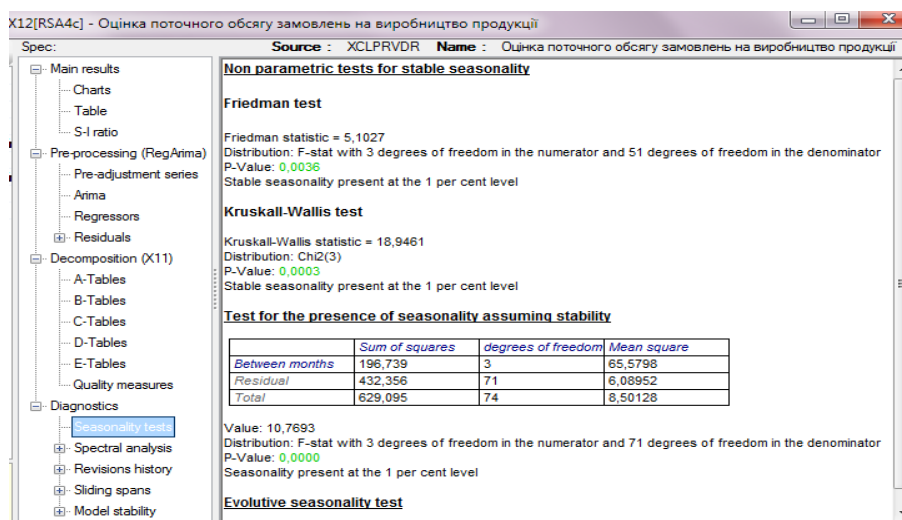 X12[RSA4c] - Оцінка поточного обсягу замовлень на виробництво продукції
Spec: Source : XCLPRVDR Name : Оцінка поточного обсягу замовлень на виробництво продукції
Main results
Charts
Table
S-I ratio
Pre-processing (RegArima)
Pre-adjustment series
Arima
Regressors
Residuals
Decomposition (X11)
A-Tables
B-Tables
C-Tables
D-Tables
E-Tables
Quality measures
Diagnostics
Seasonality tests
Spectral analysis
Revisions history
Sliding spans
Model stability
Non parametric tests for stable seasonality
Friedman test
Friedman statistic = 5,1027
Distribution: F-stat with 3 degrees of freedom in the numerator and 51 degrees of freedom in the denominator
P-Value: 0,0036
Stable seasonality present at the 1 per cent level
Kruskall-Wallis test
Kruskall-Wallis statistic = 18,9461
Distribution: Chi2(3)
P-Value: 0,0003
Stable seasonality present at the 1 per cent level
Test for the presence of seasonality assuming stability
Sum of squares degrees of freedom Mean square
Between months 196,739 3 65,5798
Residual 432,356 71 6,08952
Total 629,095 74 8,50128
Value: 10,7693
Distribution: F-stat with 3 degrees of freedom in the numerator and 71 degrees of freedom in the denominator
P-Value: 0,0000
Seasonality present at the 1 per cent level
Evolutive seasonality test